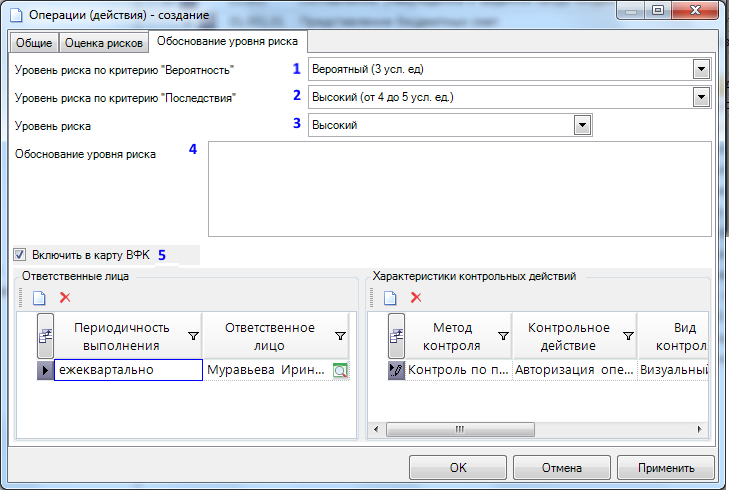 Операции (действия) - создание
Общие
Оценка рисков
Обоснование уровня риска
Уровень риска по критерию "Вероятность"
1
Вероятный (3 усл. ед)
Уровень риска по критерию "Последствия"
2
Высокий (от 4 до 5 усл. ед.)
Уровень риска
3
Высокий
Обоснование уровня риска
4
Включить в карту ВФК
5
Ответственные лица
Периодичность выполнения
Ответственное лицо
ежеквартально
Муравьева Ирин...
Характеристики контрольных действий
Метод контроля
Контрольное действие
Вид контрол
Контроль по п...
Авторизация опе...
Визуальный
OK
Отмена
Применить